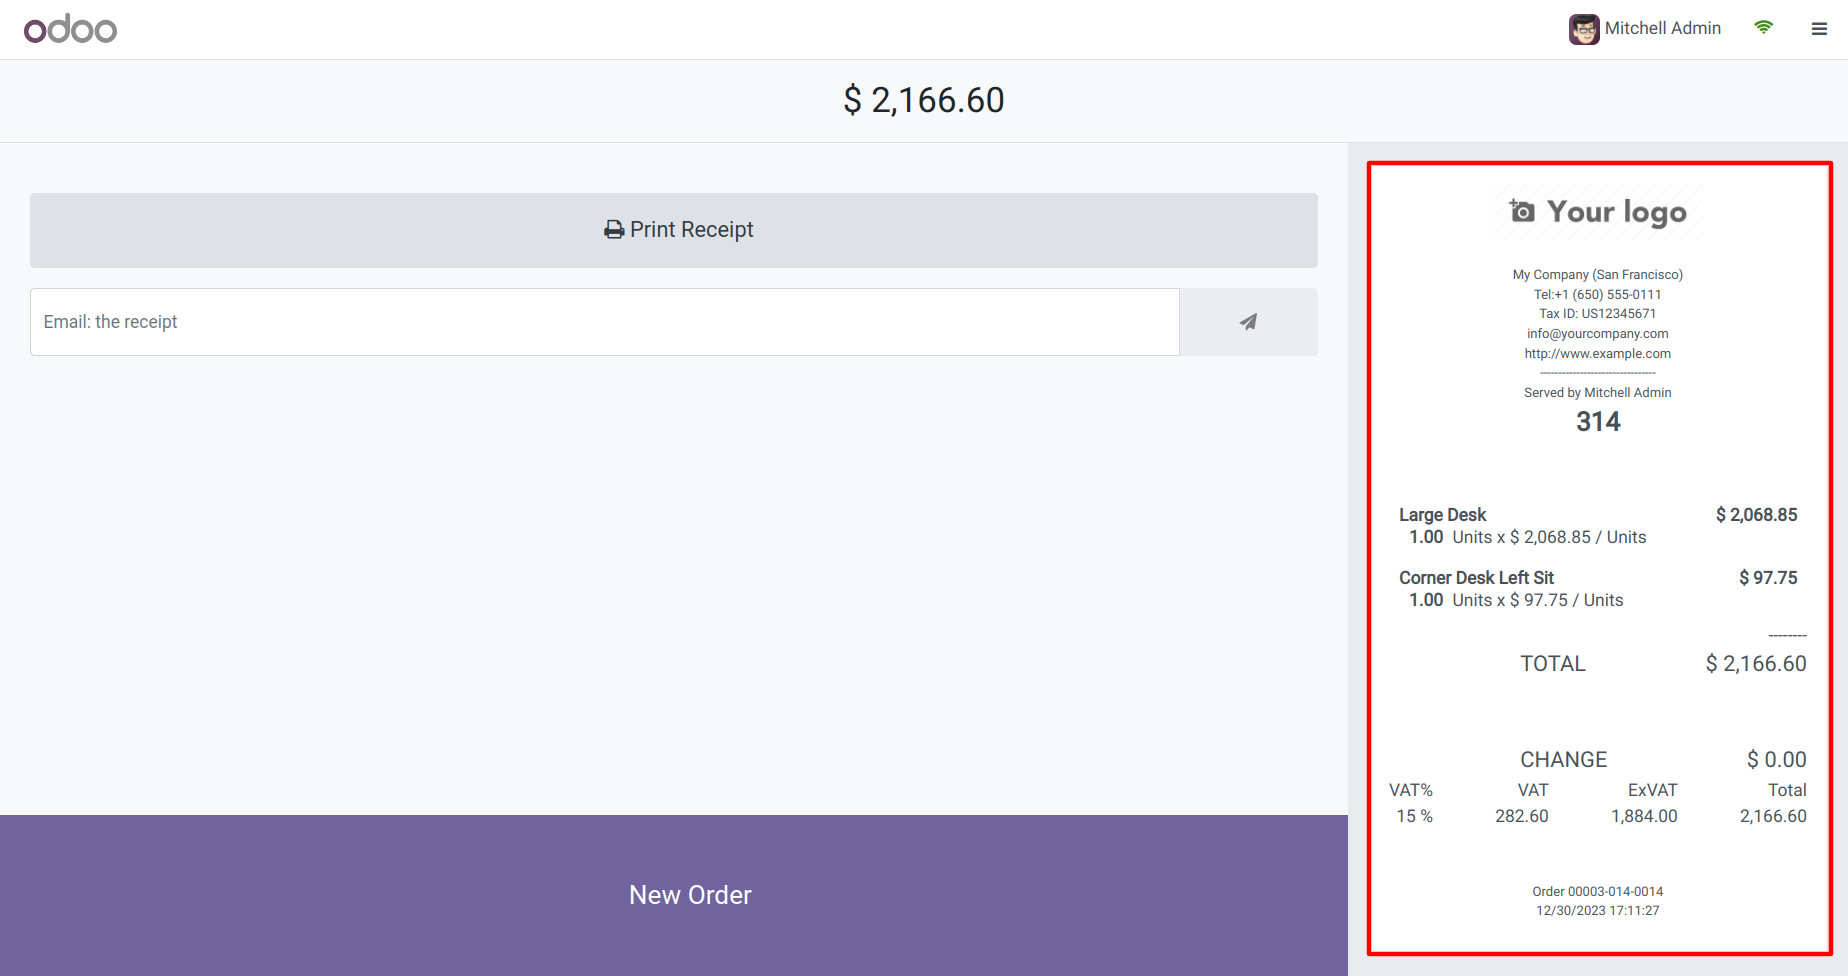 odoo
Mitchell Admin
$ 2,166.60
Print Receipt
Email: the receipt
New Order
Your logo
My Company (San Francisco)
Tel:+1 (650) 555-0111
Tax ID: US12345671
info@yourcompany.com
http://www.example.com
--------------------------------
Served by Mitchell Admin
314
Large Desk $ 2,068.85
1.00 Units x $ 2,068.85 / Units
Corner Desk Left Sit $ 97.75
1.00 Units x $ 97.75 / Units
--------
TOTAL $ 2,166.60
CHANGE $ 0.00
VAT% VAT ExVAT Total
15 % 282.60 1,884.00 2,166.60
Order 00003-014-0014
12/30/2023 17:11:27